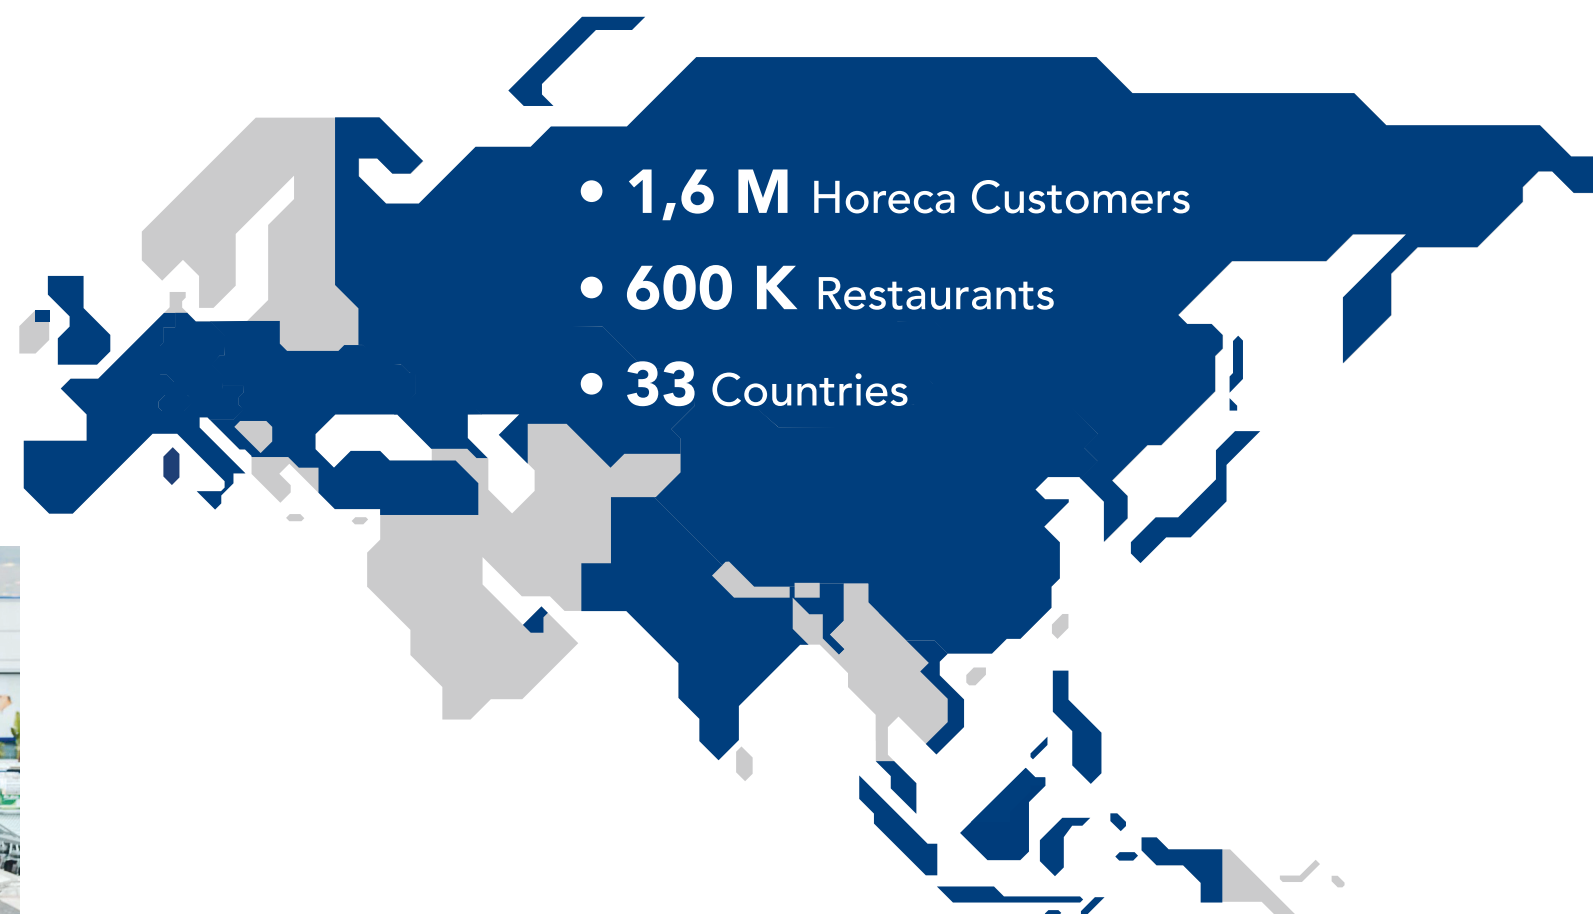 • 1,6 M Horeca Customers
• 600 K Restaurants
• 33 Countries